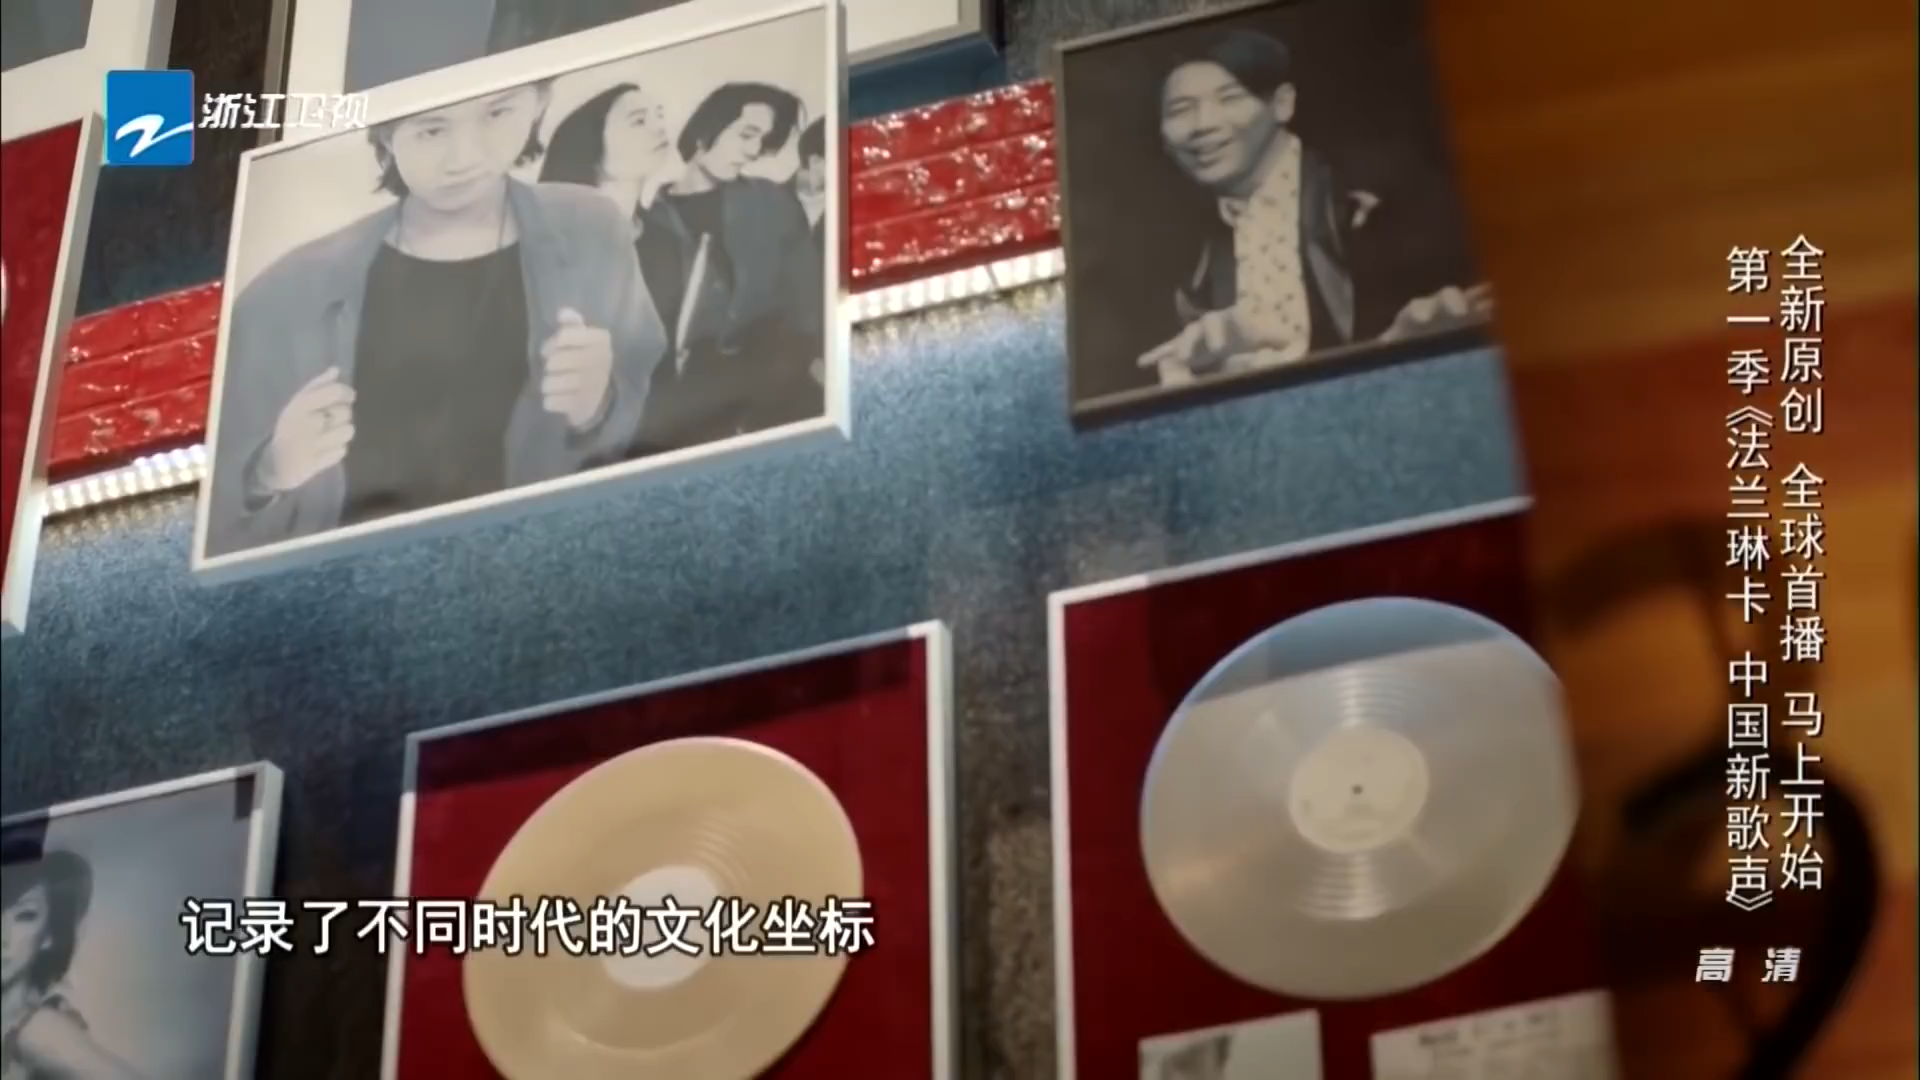 浙江卫视
全新原创 全球首播 马上开始
第一季《法兰琳卡 中国新歌声》
记录了不同时代的文化坐标
高清